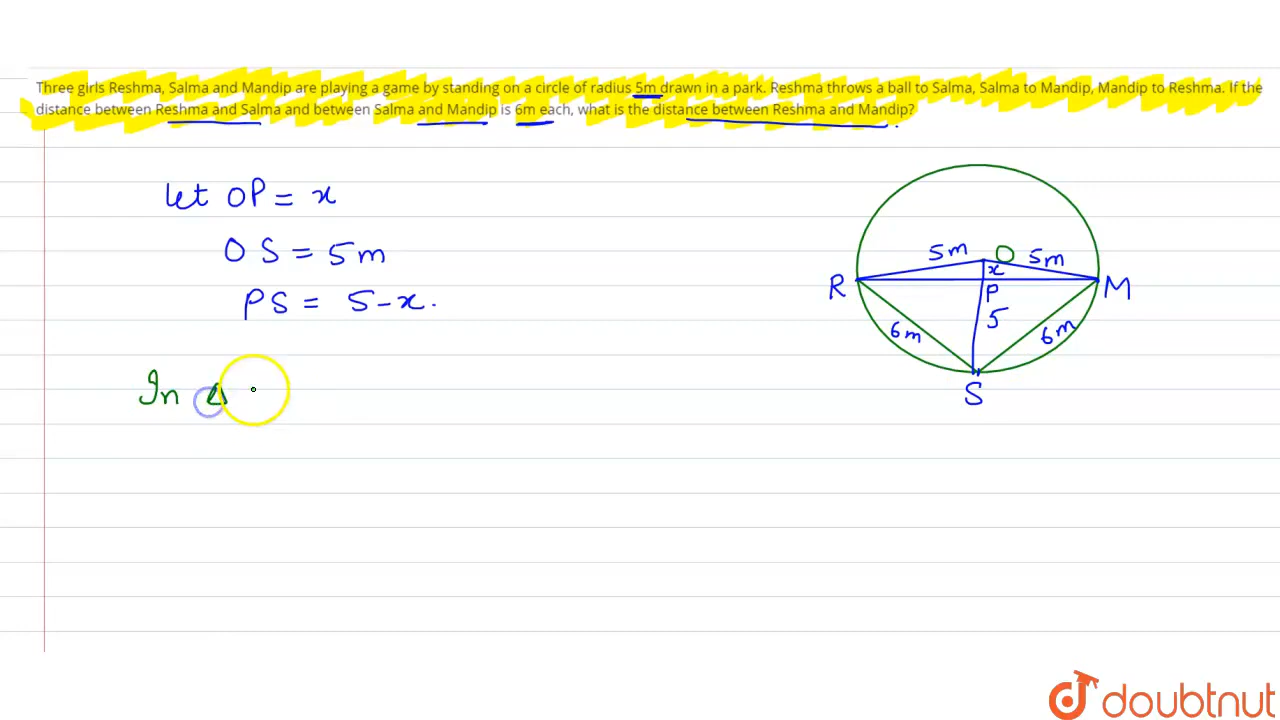 Three girls Reshma, Salma and Mandip are playing a game by standing on a circle of radius 5m drawn in a park. Reshma throws a ball to Salma, Salma to Mandip, Mandip to Reshma. If the
distance between Reshma and Salma and between Salma and Mandip is 6m each, what is the distance between Reshma and Mandip?
let OP = x
OS = 5m
PS = 5-x.
In Δ
5m O 5m
x
R P M
5
6m 6m
S
doubtnut